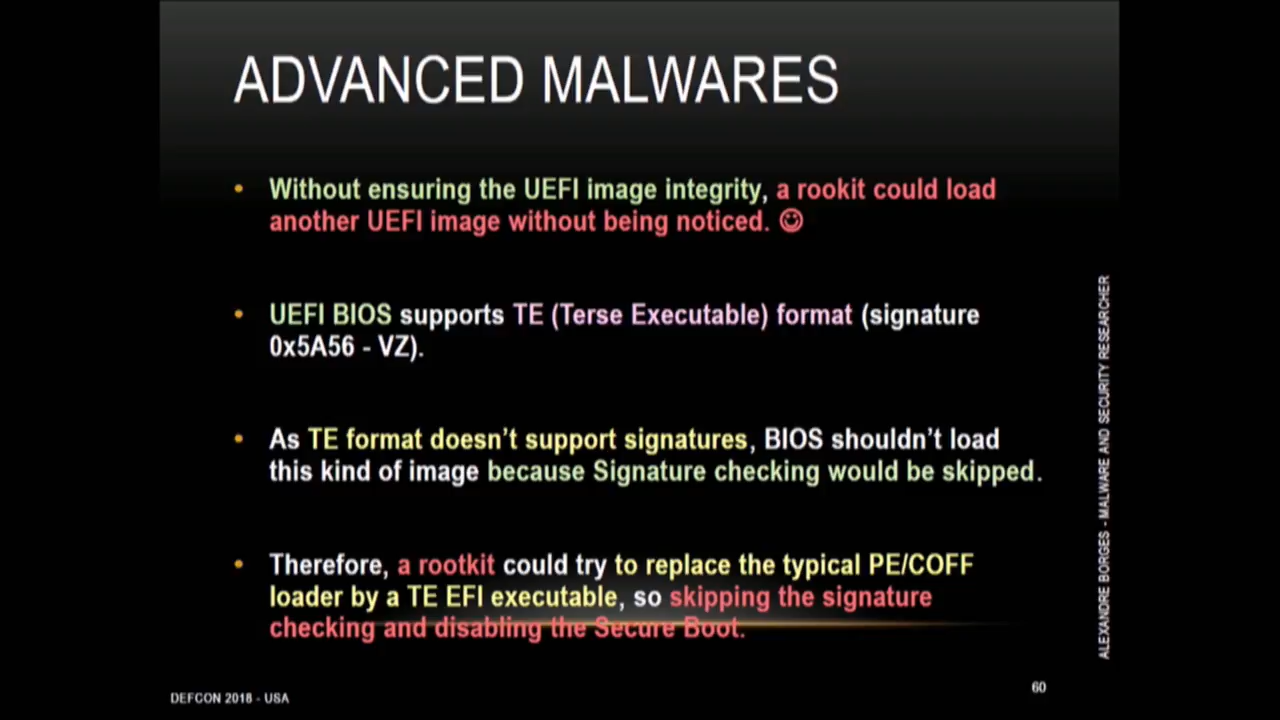 ADVANCED MALWARES
• Without ensuring the UEFI image integrity, a rookit could load
another UEFI image without being noticed. ☺
• UEFI BIOS supports TE (Terse Executable) format (signature
0x5A56 - VZ).
• As TE format doesn’t support signatures, BIOS shouldn’t load
this kind of image because Signature checking would be skipped.
• Therefore, a rootkit could try to replace the typical PE/COFF
loader by a TE EFI executable, so skipping the signature
checking and disabling the Secure Boot.
ALEXANDRE BORGES - MALWARE AND SECURITY RESEARCHER
DEFCON 2018 - USA
60